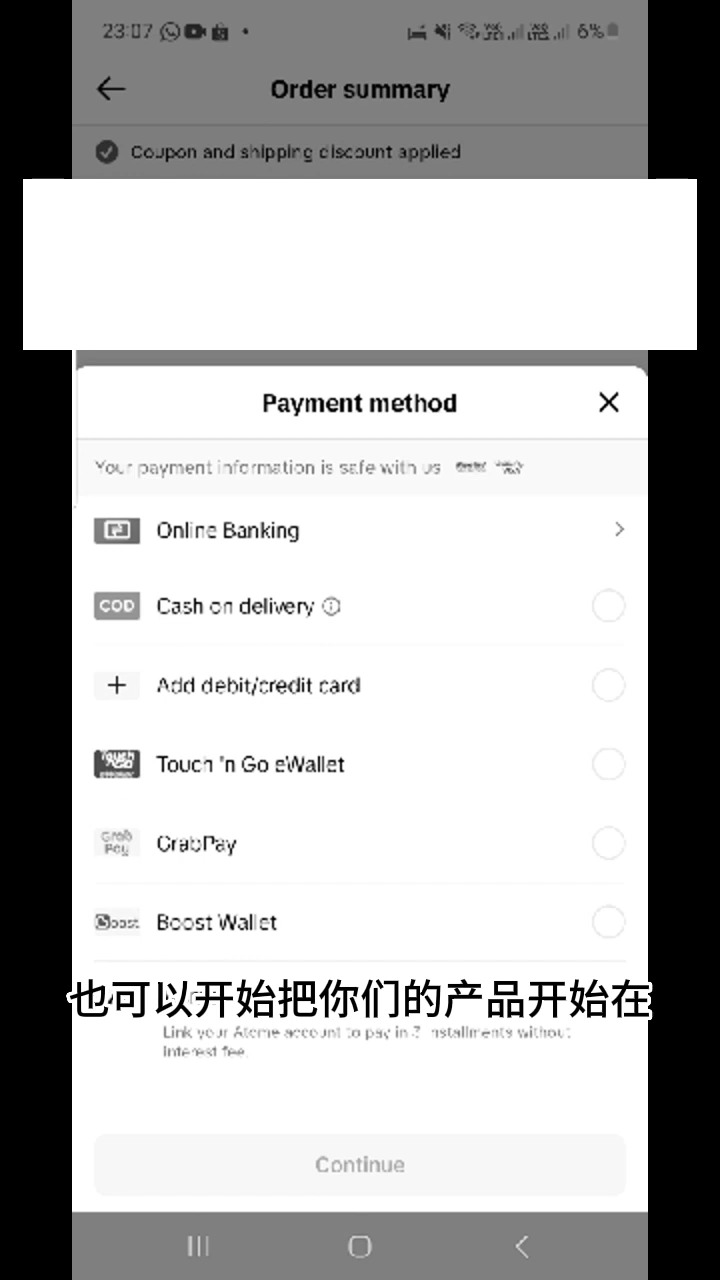 23:07
6%
Order summary
Coupon and shipping discount applied
Payment method
Your payment information is safe with us
Online Banking
COD Cash on delivery
Add debit/credit card
Touch 'n Go eWallet
Grab Pay GrabPay
Boost Boost Wallet
也可以开始把你们的产品开始在
Link your Atome account to pay in 3 installments without
interest fee.
Continue